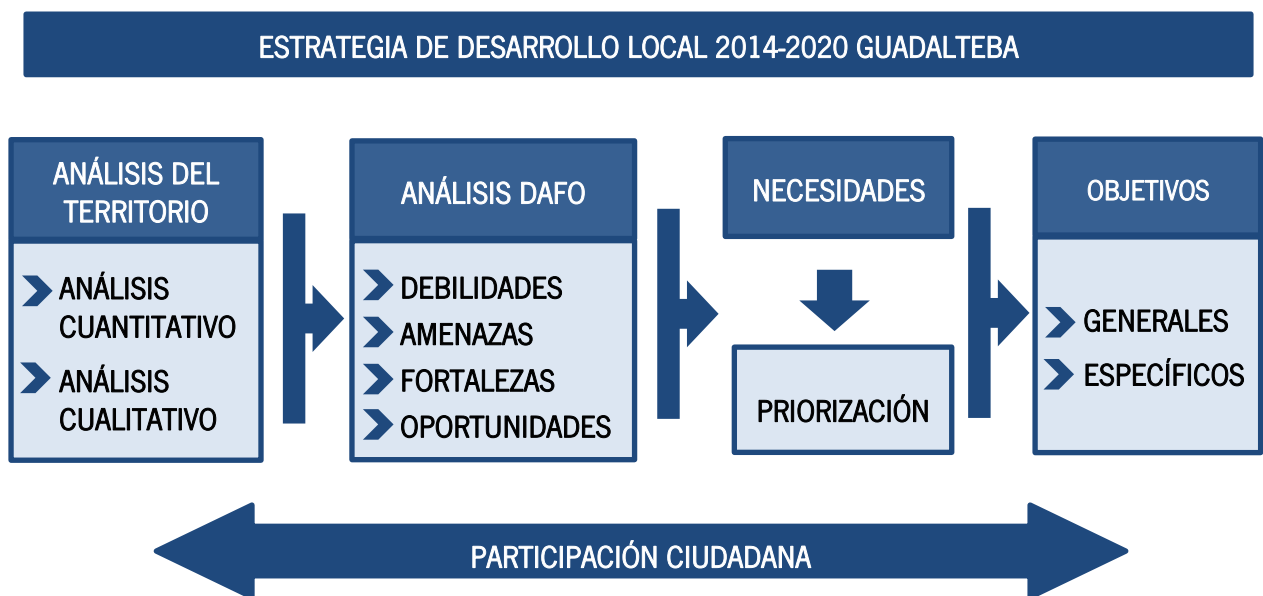 ESTRATEGIA DE DESARROLLO LOCAL 2014-2020 GUADALTEBA
ANÁLISIS DEL
TERRITORIO
ANÁLISIS
CUANTITATIVO
ANÁLISIS
CUALITATIVO
ANÁLISIS DAFO
DEBILIDADES
AMENAZAS
FORTALEZAS
OPORTUNIDADES
NECESIDADES
PRIORIZACIÓN
OBJETIVOS
GENERALES
ESPECÍFICOS
PARTICIPACIÓN CIUDADANA